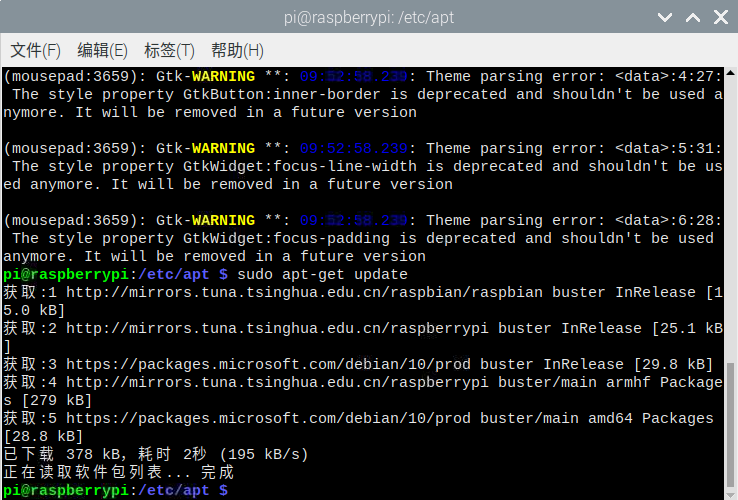 pi@raspberrypi: /etc/apt
文件(F) 编辑(E) 标签(T) 帮助(H)
(mousepad:3659): Gtk-WARNING **: 09:52:58.239: Theme parsing error: <data>:4:27:
The style property GtkButton:inner-border is deprecated and shouldn't be used a
nymore. It will be removed in a future version
(mousepad:3659): Gtk-WARNING **: 09:52:58.239: Theme parsing error: <data>:5:31:
The style property GtkWidget:focus-line-width is deprecated and shouldn't be us
ed anymore. It will be removed in a future version
(mousepad:3659): Gtk-WARNING **: 09:52:58.239: Theme parsing error: <data>:6:28:
The style property GtkWidget:focus-padding is deprecated and shouldn't be used
anymore. It will be removed in a future version
pi@raspberrypi:/etc/apt $ sudo apt-get update
获取:1 http://mirrors.tuna.tsinghua.edu.cn/raspbian/raspbian buster InRelease [1
5.0 kB]
获取:2 http://mirrors.tuna.tsinghua.edu.cn/raspberrypi buster InRelease [25.1 kB
]
获取:3 https://packages.microsoft.com/debian/10/prod buster InRelease [29.8 kB]
获取:4 http://mirrors.tuna.tsinghua.edu.cn/raspberrypi buster/main armhf Package
s [279 kB]
获取:5 https://packages.microsoft.com/debian/10/prod buster/main amd64 Packages
[28.8 kB]
已下载 378 kB，耗时 2秒 (195 kB/s)
正在读取软件包列表... 完成
pi@raspberrypi:/etc/apt $